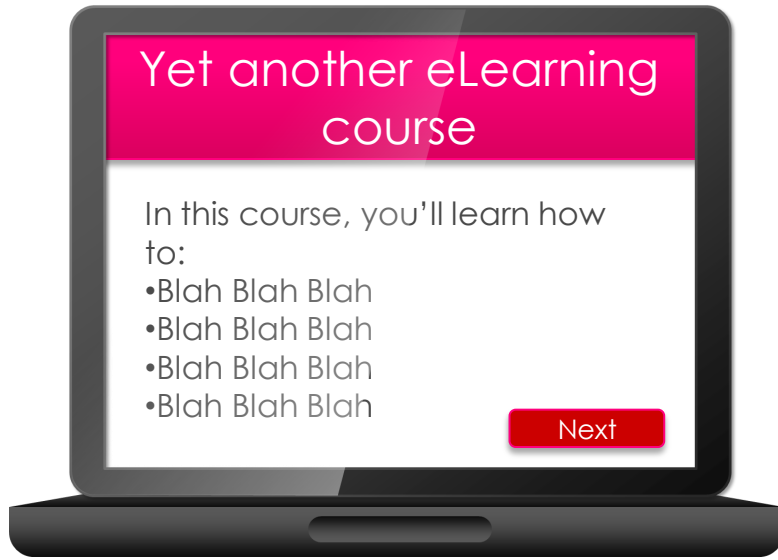 Yet another eLearning
course
In this course, you’ll learn how
to:
•Blah Blah Blah
•Blah Blah Blah
•Blah Blah Blah
•Blah Blah Blah
Next